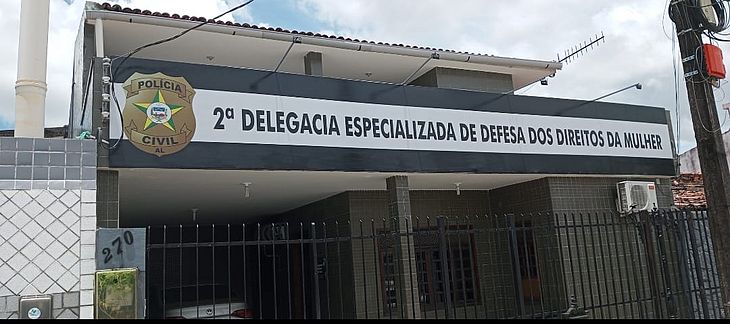 POLÍCIA
CIVIL
AL
2ª DELEGACIA ESPECIALIZADA DE DEFESA DOS DIREITOS DA MULHER
270